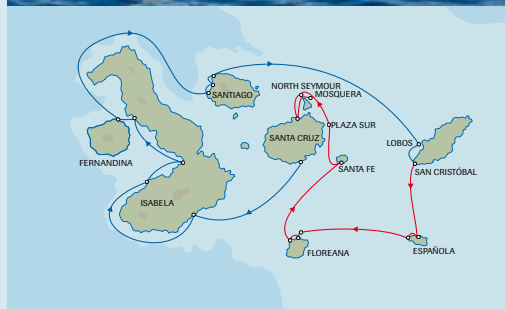 NORTH SEYMOUR
MOSQUERA
SANTIAGO
PLAZA SUR
SANTA CRUZ
LOBOS
FERNANDINA
SANTA FE
SAN CRISTÓBAL
ISABELA
FLOREANA
ESPAÑOLA